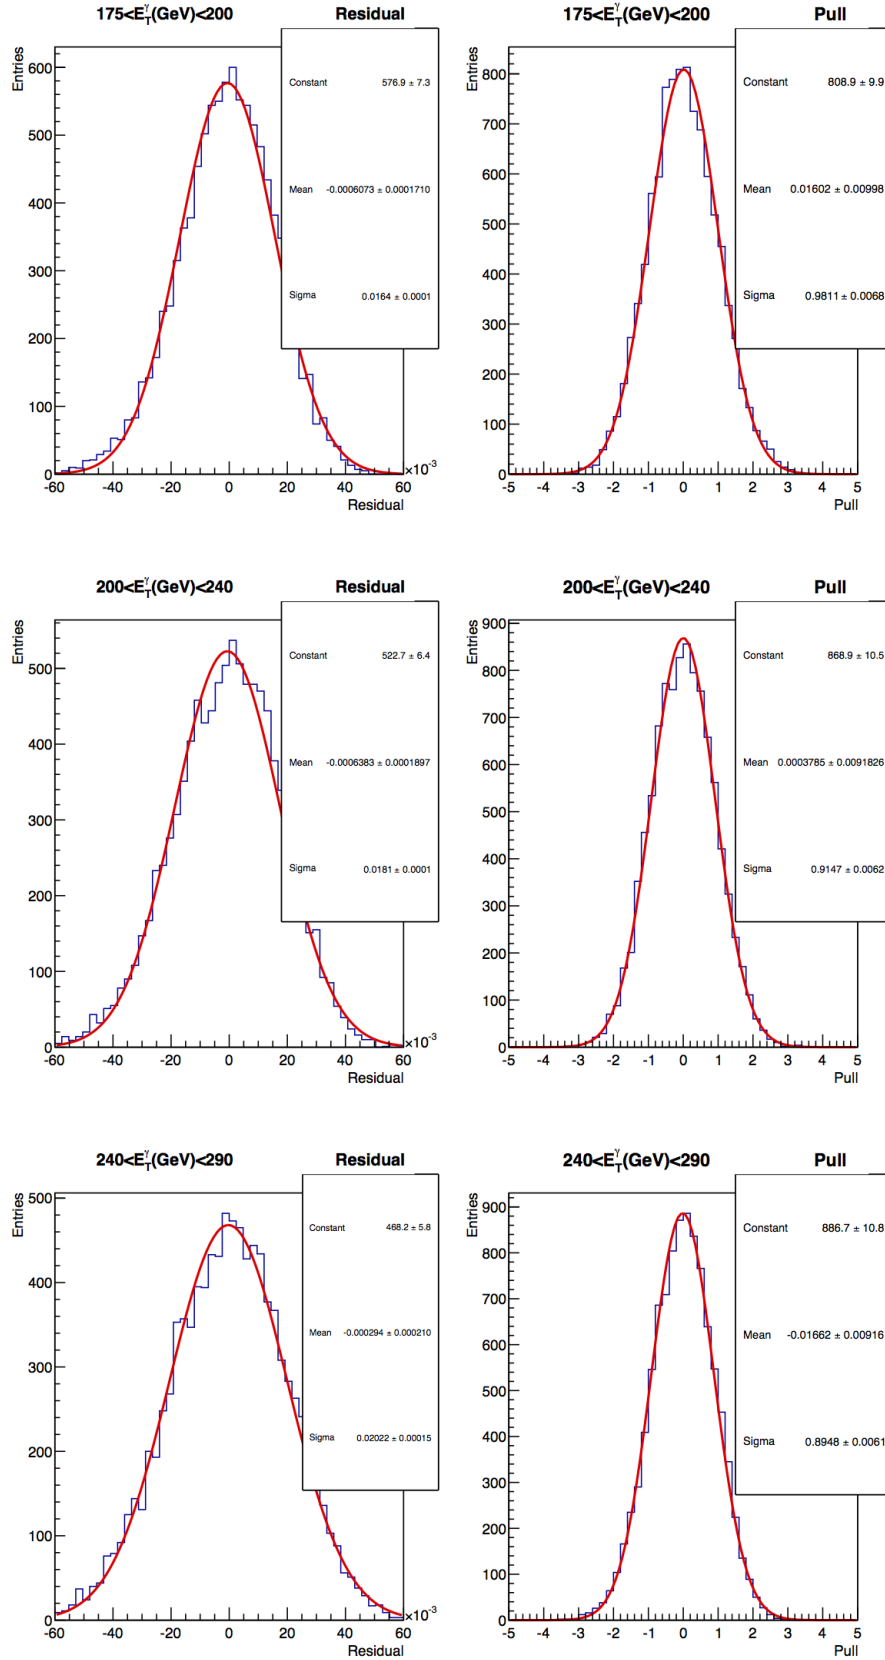 175<E_T^γ(GeV)<200 Residual
Entries
600
500
400
300
200
100
0
Constant 576.9 ± 7.3
Mean -0.0006073 ± 0.0001710
Sigma 0.0164 ± 0.0001
-60 -40 -20 0 20 40 60
×10^-3
Residual
175<E_T^γ(GeV)<200 Pull
Entries
800
700
600
500
400
300
200
100
0
Constant 808.9 ± 9.9
Mean 0.01602 ± 0.00998
Sigma 0.9811 ± 0.0068
-5 -4 -3 -2 -1 0 1 2 3 4 5
Pull
200<E_T^γ(GeV)<240 Residual
Entries
500
400
300
200
100
0
Constant 522.7 ± 6.4
Mean -0.0006383 ± 0.0001897
Sigma 0.0181 ± 0.0001
-60 -40 -20 0 20 40 60
×10^-3
Residual
200<E_T^γ(GeV)<240 Pull
Entries
900
800
700
600
500
400
300
200
100
0
Constant 868.9 ± 10.5
Mean 0.0003785 ± 0.0091826
Sigma 0.9147 ± 0.0062
-5 -4 -3 -2 -1 0 1 2 3 4 5
Pull
240<E_T^γ(GeV)<290 Residual
Entries
500
400
300
200
100
0
Constant 468.2 ± 5.8
Mean -0.000294 ± 0.000210
Sigma 0.02022 ± 0.00015
-60 -40 -20 0 20 40 60
×10^-3
Residual
240<E_T^γ(GeV)<290 Pull
Entries
900
800
700
600
500
400
300
200
100
0
Constant 886.7 ± 10.8
Mean -0.01662 ± 0.00916
Sigma 0.8948 ± 0.0061
-5 -4 -3 -2 -1 0 1 2 3 4 5
Pull